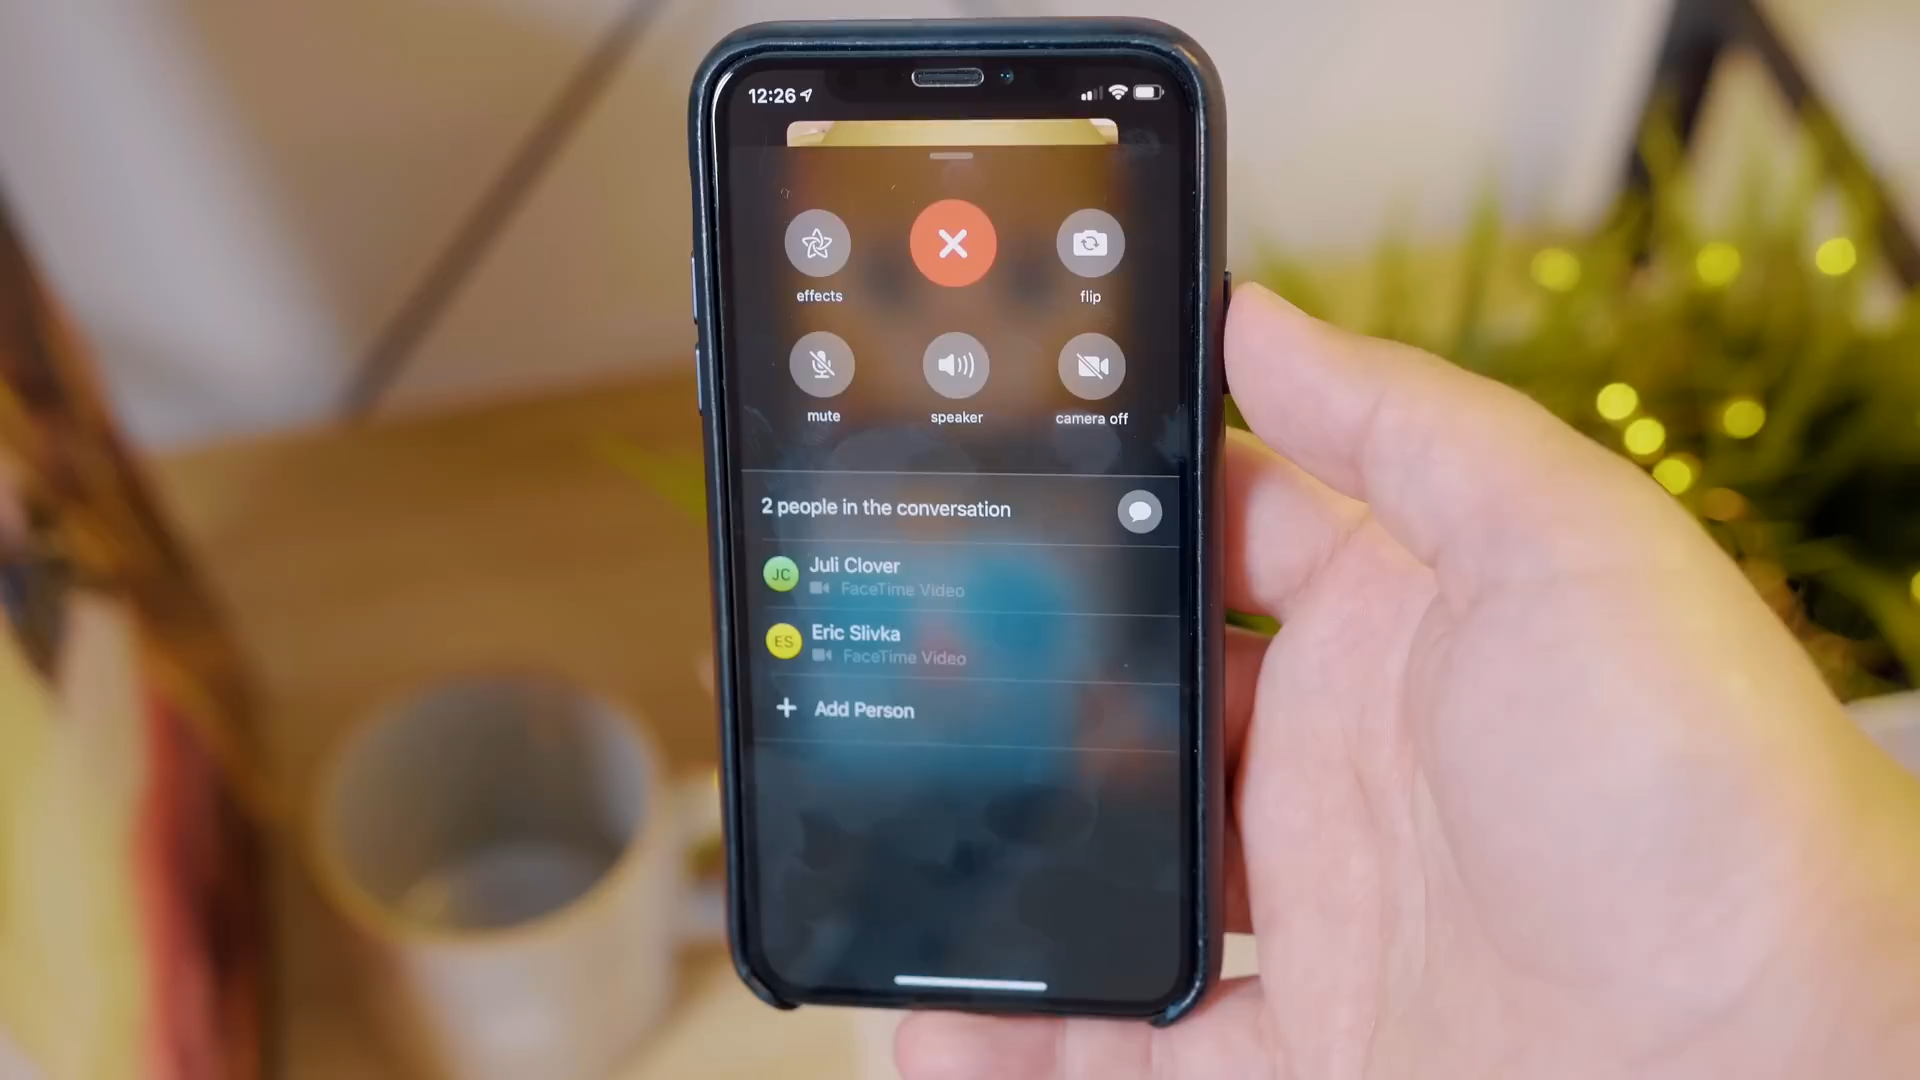 12:26
effects
flip
mute
speaker
camera off
2 people in the conversation
JC
Juli Clover
FaceTime Video
ES
Eric Slivka
FaceTime Video
+ Add Person